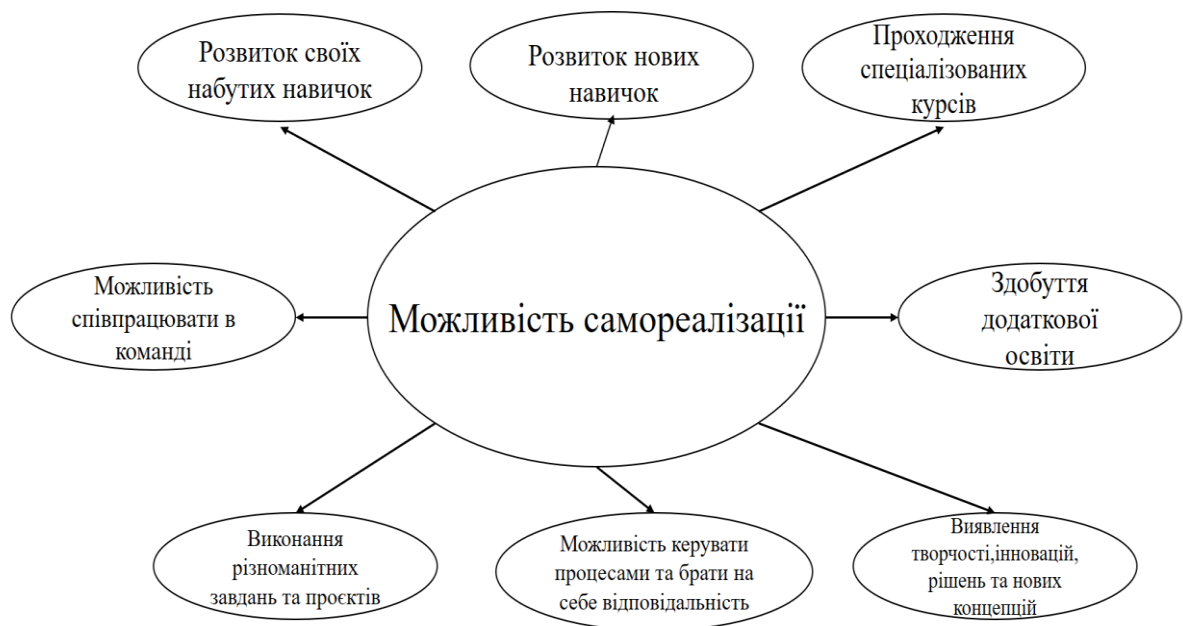 Розвиток своїх
набутих навичок
Розвиток нових
навичок
Проходження
спеціалізованих
курсів
Можливість
співпрацювати в
команді
Можливість самореалізації
Здобуття
додаткової
освіти
Виконання
різноманітних
завдань та проєктів
Можливість керувати
процесами та брати на
себе відповідальність
Виявлення
творчості,інновацій,
рішень та нових
концепцій